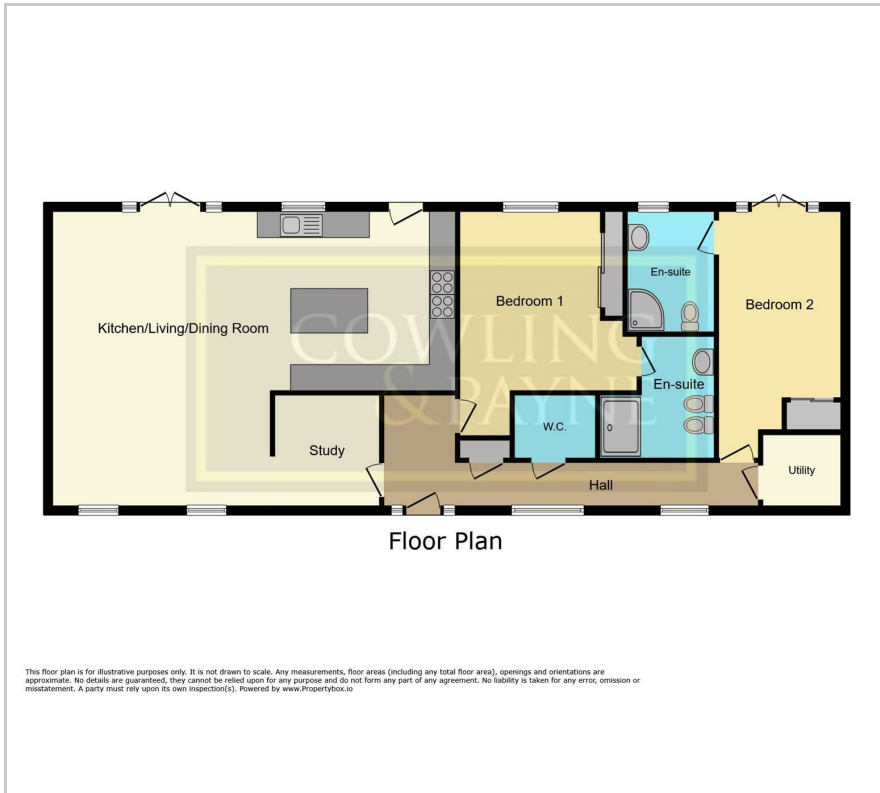 Kitchen/Living/Dining Room
Bedroom 1
En-suite
Bedroom 2
En-suite
Study
W.C.
Hall
Utility
COWLING
& PAYNE
Floor Plan
This floor plan is for illustrative purposes only. It is not drawn to scale. Any measurements, floor areas (including any total floor area), openings and orientations are
approximate. No details are guaranteed, they cannot be relied upon for any purpose and do not form any part of any agreement. No liability is taken for any error, omission or
misstatement. A party must rely upon its own inspection(s). Powered by www.Propertybox.io